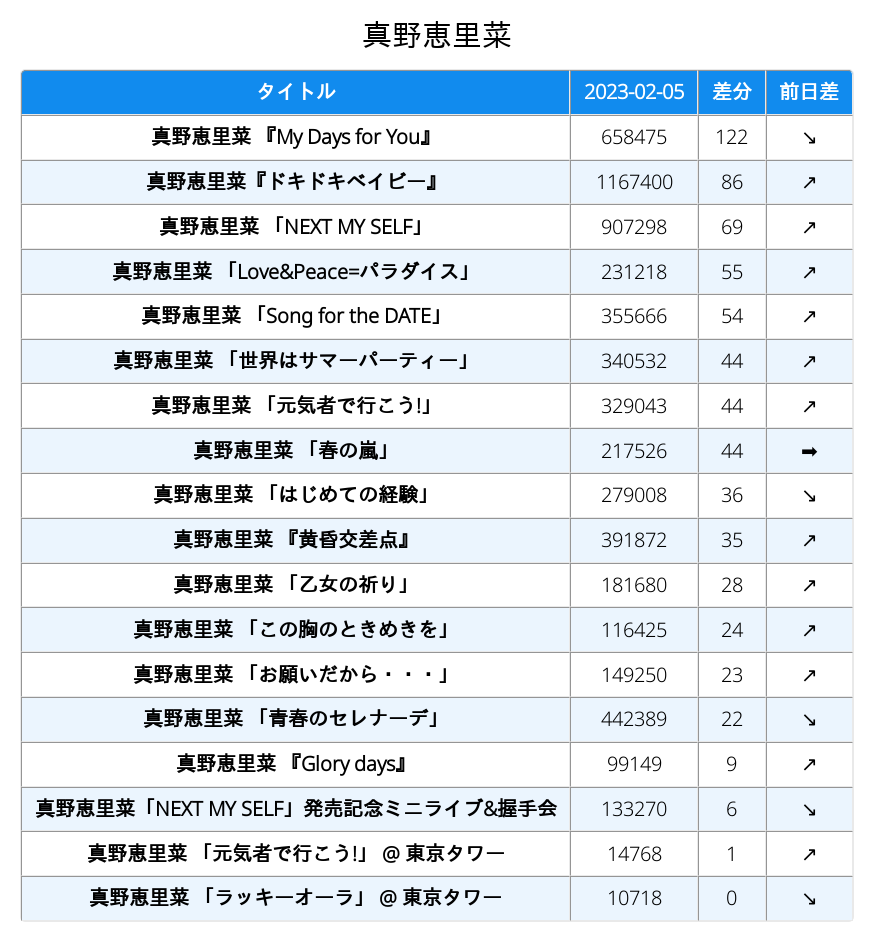 真野恵里菜
タイトル 2023-02-05 差分 前日差
真野恵里菜 『My Days for You』 658475 122 ↘
真野恵里菜『ドキドキベイビー』 1167400 86 ↗
真野恵里菜 「NEXT MY SELF」 907298 69 ↗
真野恵里菜 「Love&Peace=パラダイス」 231218 55 ↗
真野恵里菜 「Song for the DATE」 355666 54 ↗
真野恵里菜 「世界はサマーパーティー」 340532 44 ↗
真野恵里菜 「元気者で行こう!」 329043 44 ↗
真野恵里菜 「春の嵐」 217526 44 ➡
真野恵里菜 「はじめての経験」 279008 36 ↘
真野恵里菜 『黄昏交差点』 391872 35 ↗
真野恵里菜 「乙女の祈り」 181680 28 ↗
真野恵里菜 「この胸のときめきを」 116425 24 ↗
真野恵里菜 「お願いだから・・・」 149250 23 ↗
真野恵里菜 「青春のセレナーデ」 442389 22 ↘
真野恵里菜 『Glory days』 99149 9 ↗
真野恵里菜「NEXT MY SELF」発売記念ミニライブ&握手会 133270 6 ↘
真野恵里菜 「元気者で行こう!」 @ 東京タワー 14768 1 ↗
真野恵里菜 「ラッキーオーラ」 @ 東京タワー 10718 0 ↘